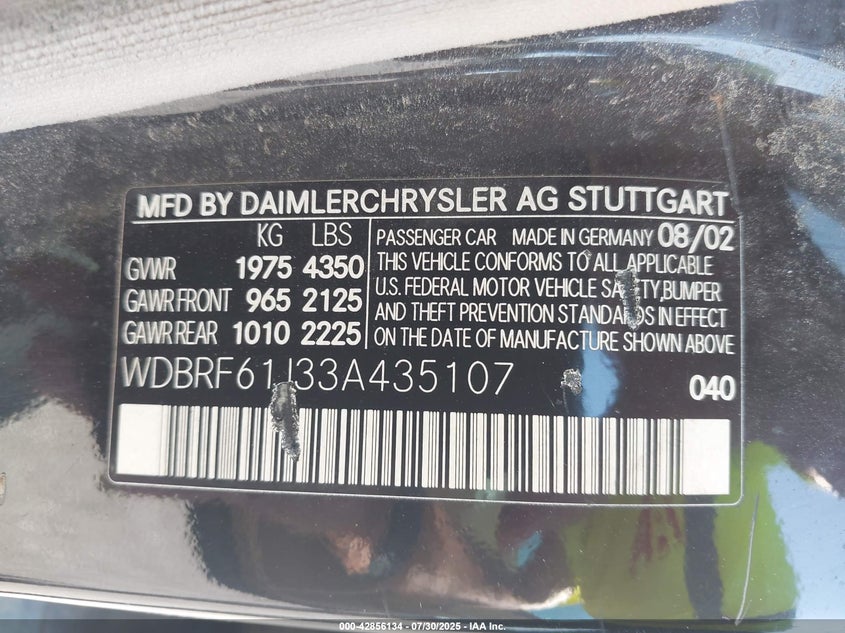 MFD BY DAIMLERCHRYSLER AG STUTTGART
KG LBS
GVWR 1975 4350
GAWR FRONT 965 2125
GAWR REAR 1010 2225
PASSENGER CAR MADE IN GERMANY 08/02
THIS VEHICLE CONFORMS TO ALL APPLICABLE
U.S. FEDERAL MOTOR VEHICLE SAFETY,BUMPER
AND THEFT PREVENTION STANDARDS IN EFFECT
ON THE DATE OF MANUFACTURE SHOWN ABOVE
WDBRF61J33A435107
040
000-42856134 - 07/30/2025 - IAA Inc.